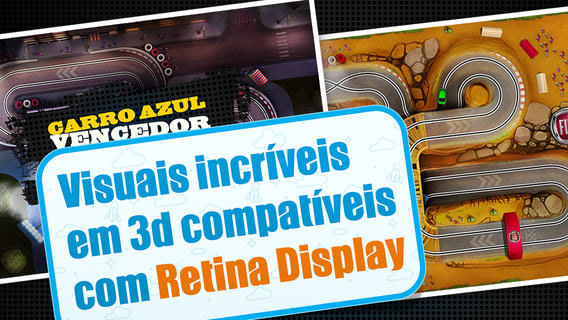 CARRO AZUL
VENCEDOR
Visuais incríveis
em 3d compatíveis
com Retina Display